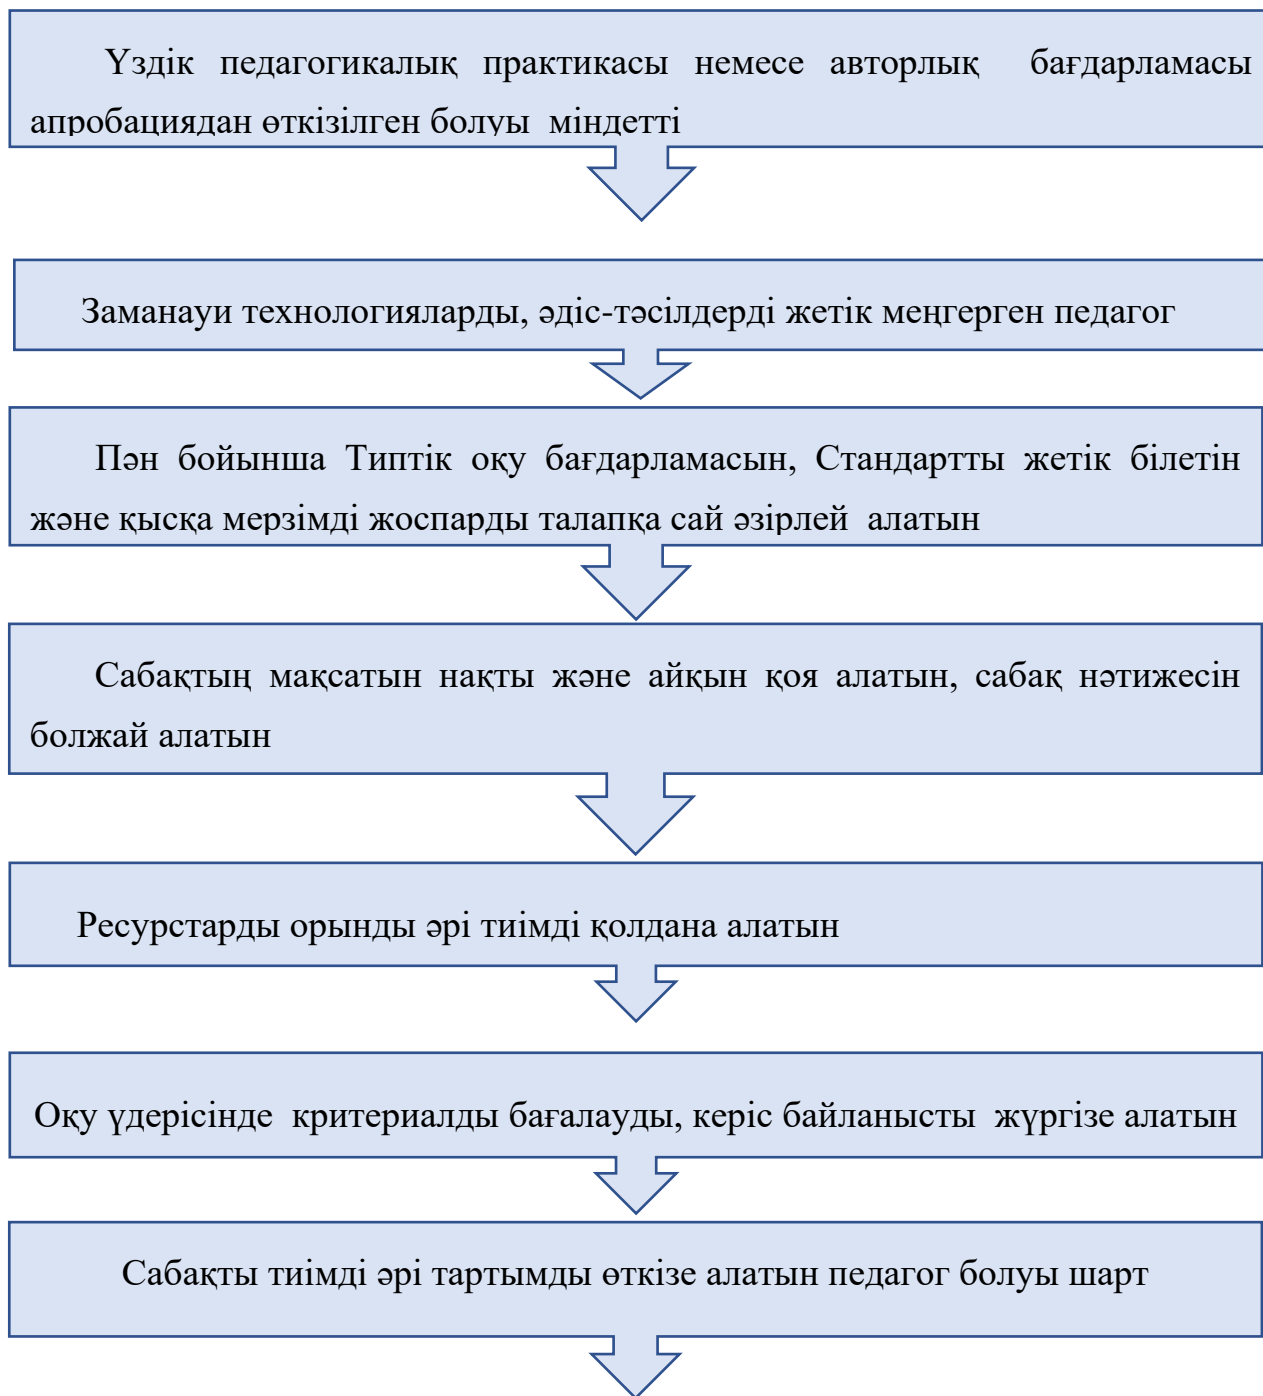 Үздік педагогикалық практикасы немесе авторлық бағдарламасы
апробациядан өткізілген болуы міндетті
Заманауи технологияларды, әдіс-тәсілдерді жетік меңгерген педагог
Пән бойынша Типтік оқу бағдарламасын, Стандартты жетік білетін
және қысқа мерзімді жоспарды талапқа сай әзірлей алатын
Сабақтың мақсатын нақты және айқын қоя алатын, сабақ нәтижесін
болжай алатын
Ресурстарды орынды әрі тиімді қолдана алатын
Оқу үдерісінде критериалды бағалауды, керіс байланысты жүргізе алатын
Сабақты тиімді әрі тартымды өткізе алатын педагог болуы шарт